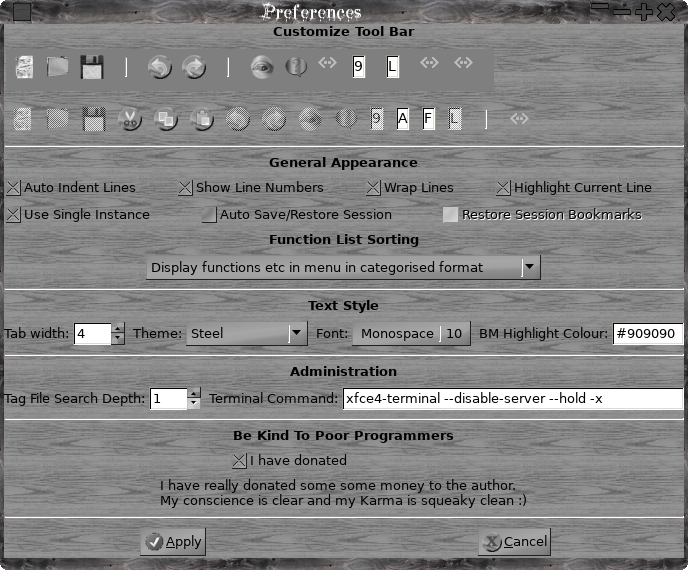 Preferences
Customize Tool Bar
9 L
9 A F L
General Appearance
Auto Indent Lines Show Line Numbers Wrap Lines Highlight Current Line
Use Single Instance Auto Save/Restore Session Restore Session Bookmarks
Function List Sorting
Display functions etc in menu in categorised format
Text Style
Tab width: 4 Theme: Steel Font: Monospace 10 BM Highlight Colour: #909090
Administration
Tag File Search Depth: 1 Terminal Command: xfce4-terminal --disable-server --hold -x
Be Kind To Poor Programmers
I have donated
I have really donated some some money to the author.
My conscience is clear and my Karma is squeaky clean :)
Apply Cancel